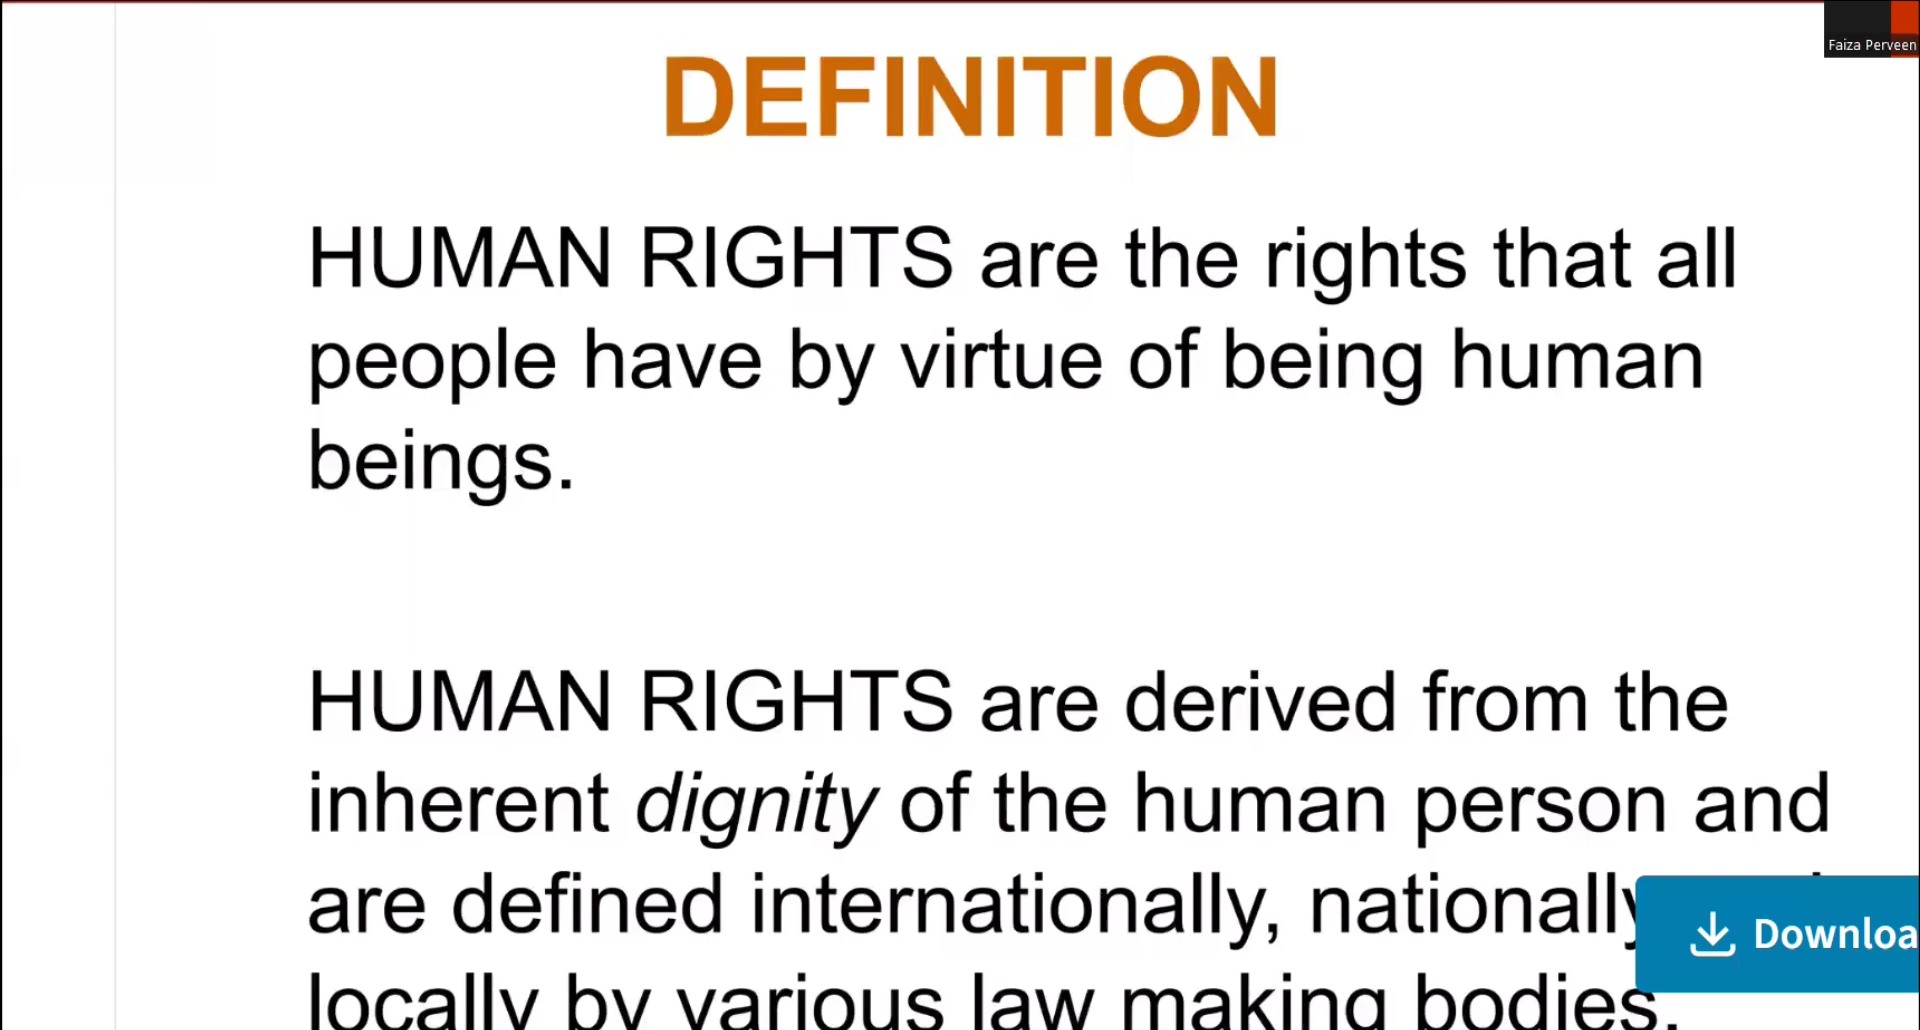 Faiza Perveen
DEFINITION
HUMAN RIGHTS are the rights that all
people have by virtue of being human
beings.
HUMAN RIGHTS are derived from the
inherent dignity of the human person and
are defined internationally, nationally
locally by various law making bodies.
Downloa